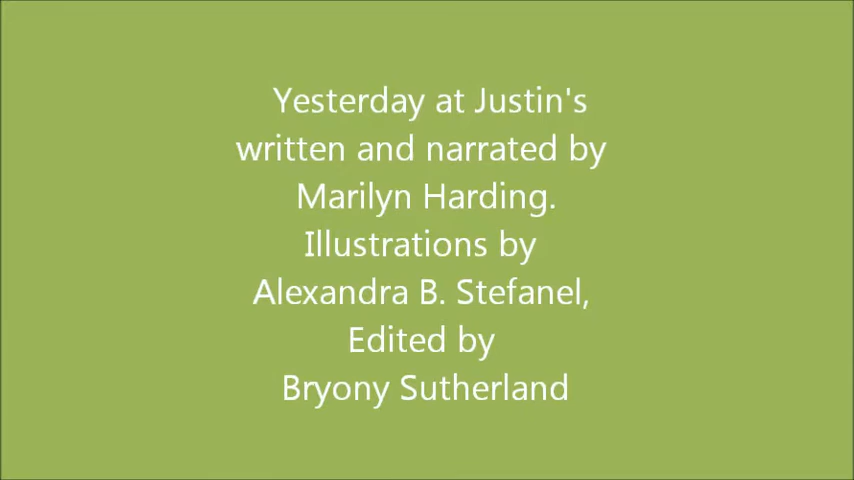 Yesterday at Justin's
written and narrated by
Marilyn Harding.
Illustrations by
Alexandra B. Stefanel,
Edited by
Bryony Sutherland